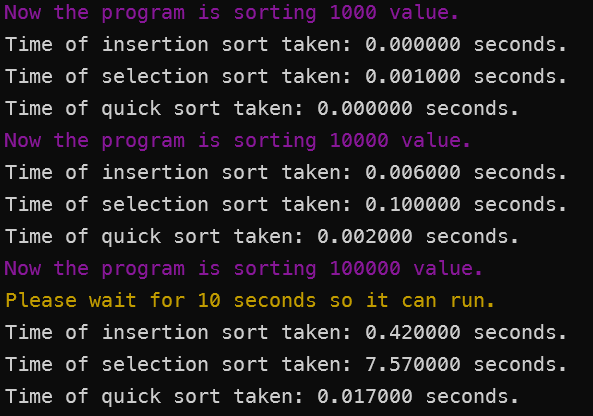 Now the program is sorting 1000 value.
Time of insertion sort taken: 0.000000 seconds.
Time of selection sort taken: 0.001000 seconds.
Time of quick sort taken: 0.000000 seconds.
Now the program is sorting 10000 value.
Time of insertion sort taken: 0.006000 seconds.
Time of selection sort taken: 0.100000 seconds.
Time of quick sort taken: 0.002000 seconds.
Now the program is sorting 100000 value.
Please wait for 10 seconds so it can run.
Time of insertion sort taken: 0.420000 seconds.
Time of selection sort taken: 7.570000 seconds.
Time of quick sort taken: 0.017000 seconds.